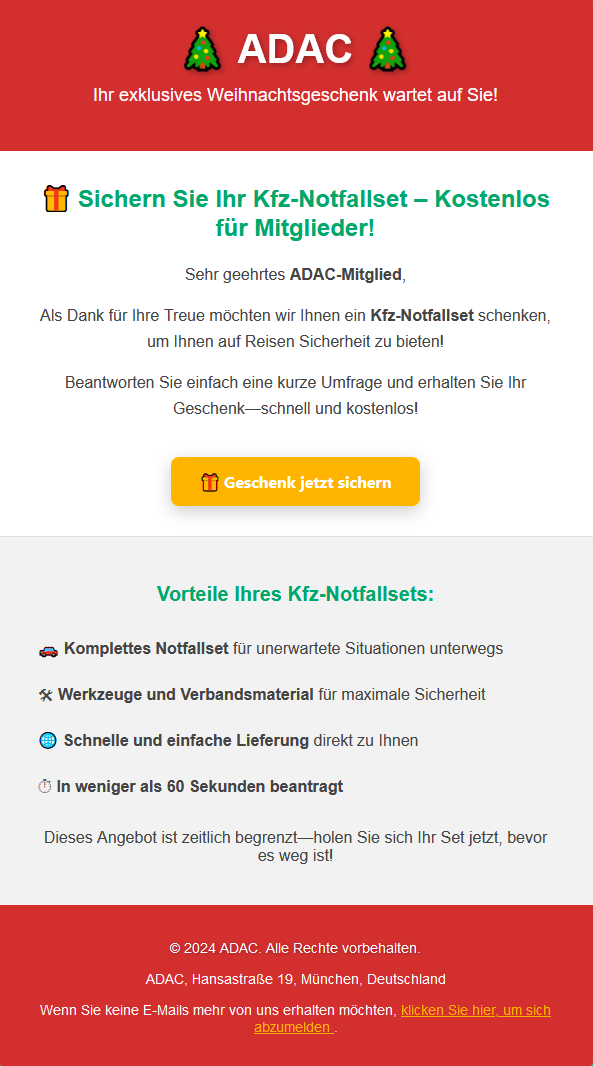 🎄 ADAC 🎄
Ihr exklusives Weihnachtsgeschenk wartet auf Sie!
🎁 Sichern Sie Ihr Kfz-Notfallset – Kostenlos
für Mitglieder!
Sehr geehrtes ADAC-Mitglied,
Als Dank für Ihre Treue möchten wir Ihnen ein Kfz-Notfallset schenken,
um Ihnen auf Reisen Sicherheit zu bieten!
Beantworten Sie einfach eine kurze Umfrage und erhalten Sie Ihr
Geschenk—schnell und kostenlos!
🎁 Geschenk jetzt sichern
Vorteile Ihres Kfz-Notfallsets:
🚗 Komplettes Notfallset für unerwartete Situationen unterwegs
🛠 Werkzeuge und Verbandsmaterial für maximale Sicherheit
🌐 Schnelle und einfache Lieferung direkt zu Ihnen
⏱ In weniger als 60 Sekunden beantragt
Dieses Angebot ist zeitlich begrenzt—holen Sie sich Ihr Set jetzt, bevor
es weg ist!
© 2024 ADAC. Alle Rechte vorbehalten.
ADAC, Hansastraße 19, München, Deutschland
Wenn Sie keine E-Mails mehr von uns erhalten möchten, klicken Sie hier, um sich
abzumelden .